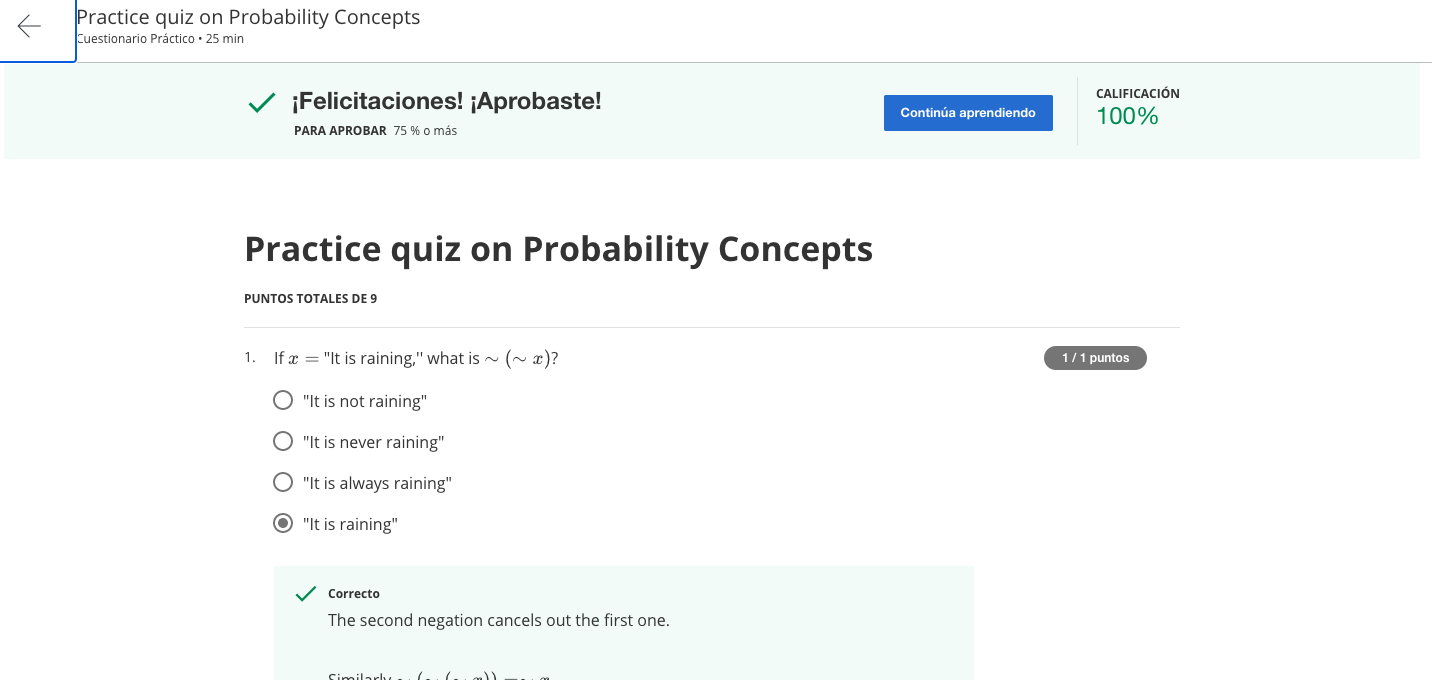 Practice quiz on Probability Concepts
Cuestionario Práctico • 25 min
¡Felicitaciones! ¡Aprobaste!
PARA APROBAR 75 % o más
Continúa aprendiendo
CALIFICACIÓN
100%
Practice quiz on Probability Concepts
PUNTOS TOTALES DE 9
1. If x = "It is raining,'' what is ∼ (∼ x)?
1 / 1 puntos
"It is not raining"
"It is never raining"
"It is always raining"
"It is raining"
Correcto
The second negation cancels out the first one.
Similarly ∼ (∼ (∼ x)) =∼ x